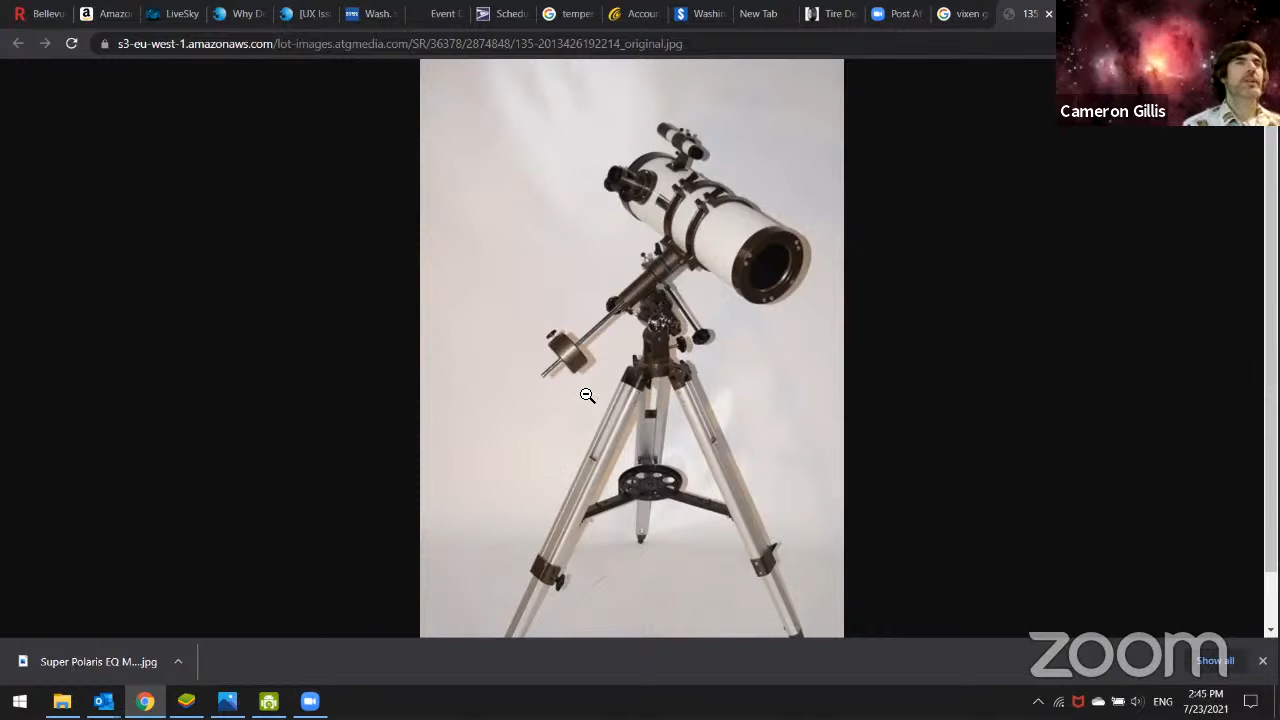 Bellevu
Amazo
LiveSky
Why De
[UX Iss
Wash. s
Event E
Schedu
temper
Accoun
Washin
New Tab
Tire De
Post At
vixen g
135
s3-eu-west-1.amazonaws.com/lot-images.atgmedia.com/SR/36378/2874848/135-2013426192214_original.jpg
Cameron Gillis
Super Polaris EQ M....jpg
Show all
zoom
ENG
2:45 PM
7/23/2021